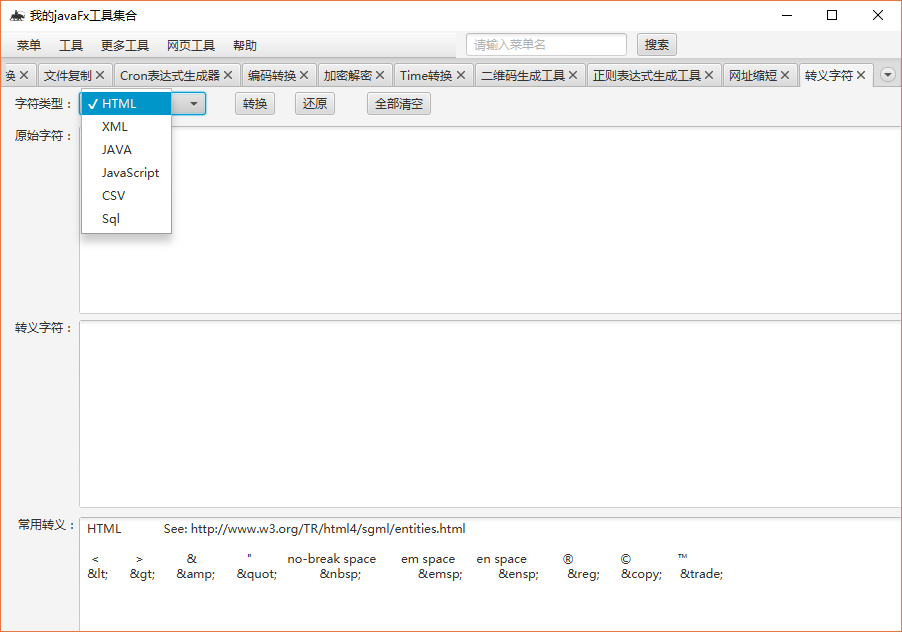 我的javaFx工具集合
菜单 工具 更多工具 网页工具 帮助 请输入菜单名 搜索
换 文件复制 Cron表达式生成器 编码转换 加密解密 Time转换 二维码生成工具 正则表达式生成工具 网址缩短 转义字符
字符类型： HTML 转换 还原 全部清空
XML
JAVA
JavaScript
CSV
Sql
原始字符：
转义字符：
常用转义： HTML See: http://www.w3.org/TR/html4/sgml/entities.html
< > & " no-break space em space en space ® © ™
&lt; &gt; &amp; &quot; &nbsp; &emsp; &ensp; &reg; &copy; &trade;